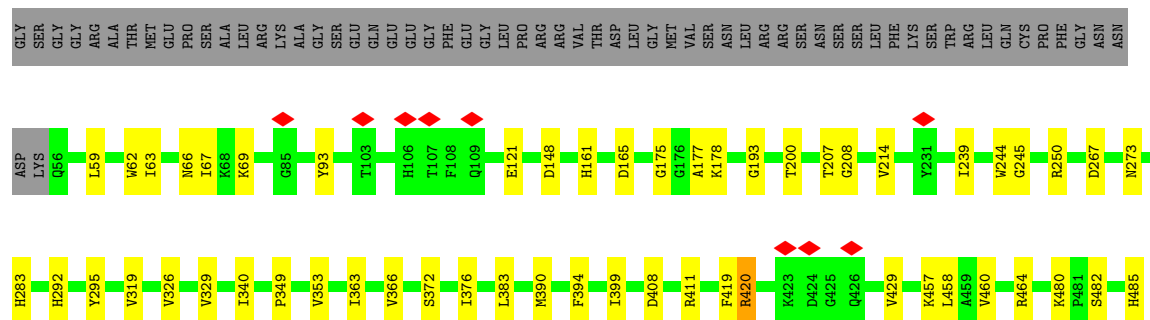 GLY SER GLY GLY ARG ALA THR MET GLU PRO SER ALA LEU ARG LYS ALA GLY SER GLU GLN GLU GLU GLY PHE GLU GLY LEU PRO ARG ARG VAL THR ASP LEU GLY MET VAL SER ASN LEU ARG ARG SER ASN SER SER LEU PHE LYS SER TRP ARG LEU GLN CYS PRO PHE GLY ASN ASN
ASP LYS Q56 L59 W62 I63 N66 I67 K68 K69 G85 Y93 T103 H106 T107 F108 Q109 E121 D148 H161 D165 G175 G176 A177 K178 G193 T200 T207 G208 V214 Y231 I239 W244 G245 R250 D267 N273
H283 H292 Y295 V319 V326 V329 I340 P349 V353 I363 V366 S372 I376 L383 M390 F394 I399 D408 R411 F419 R420 K423 D424 G425 Q426 V429 K457 L458 A459 V460 R464 K480 P481 S482 H485